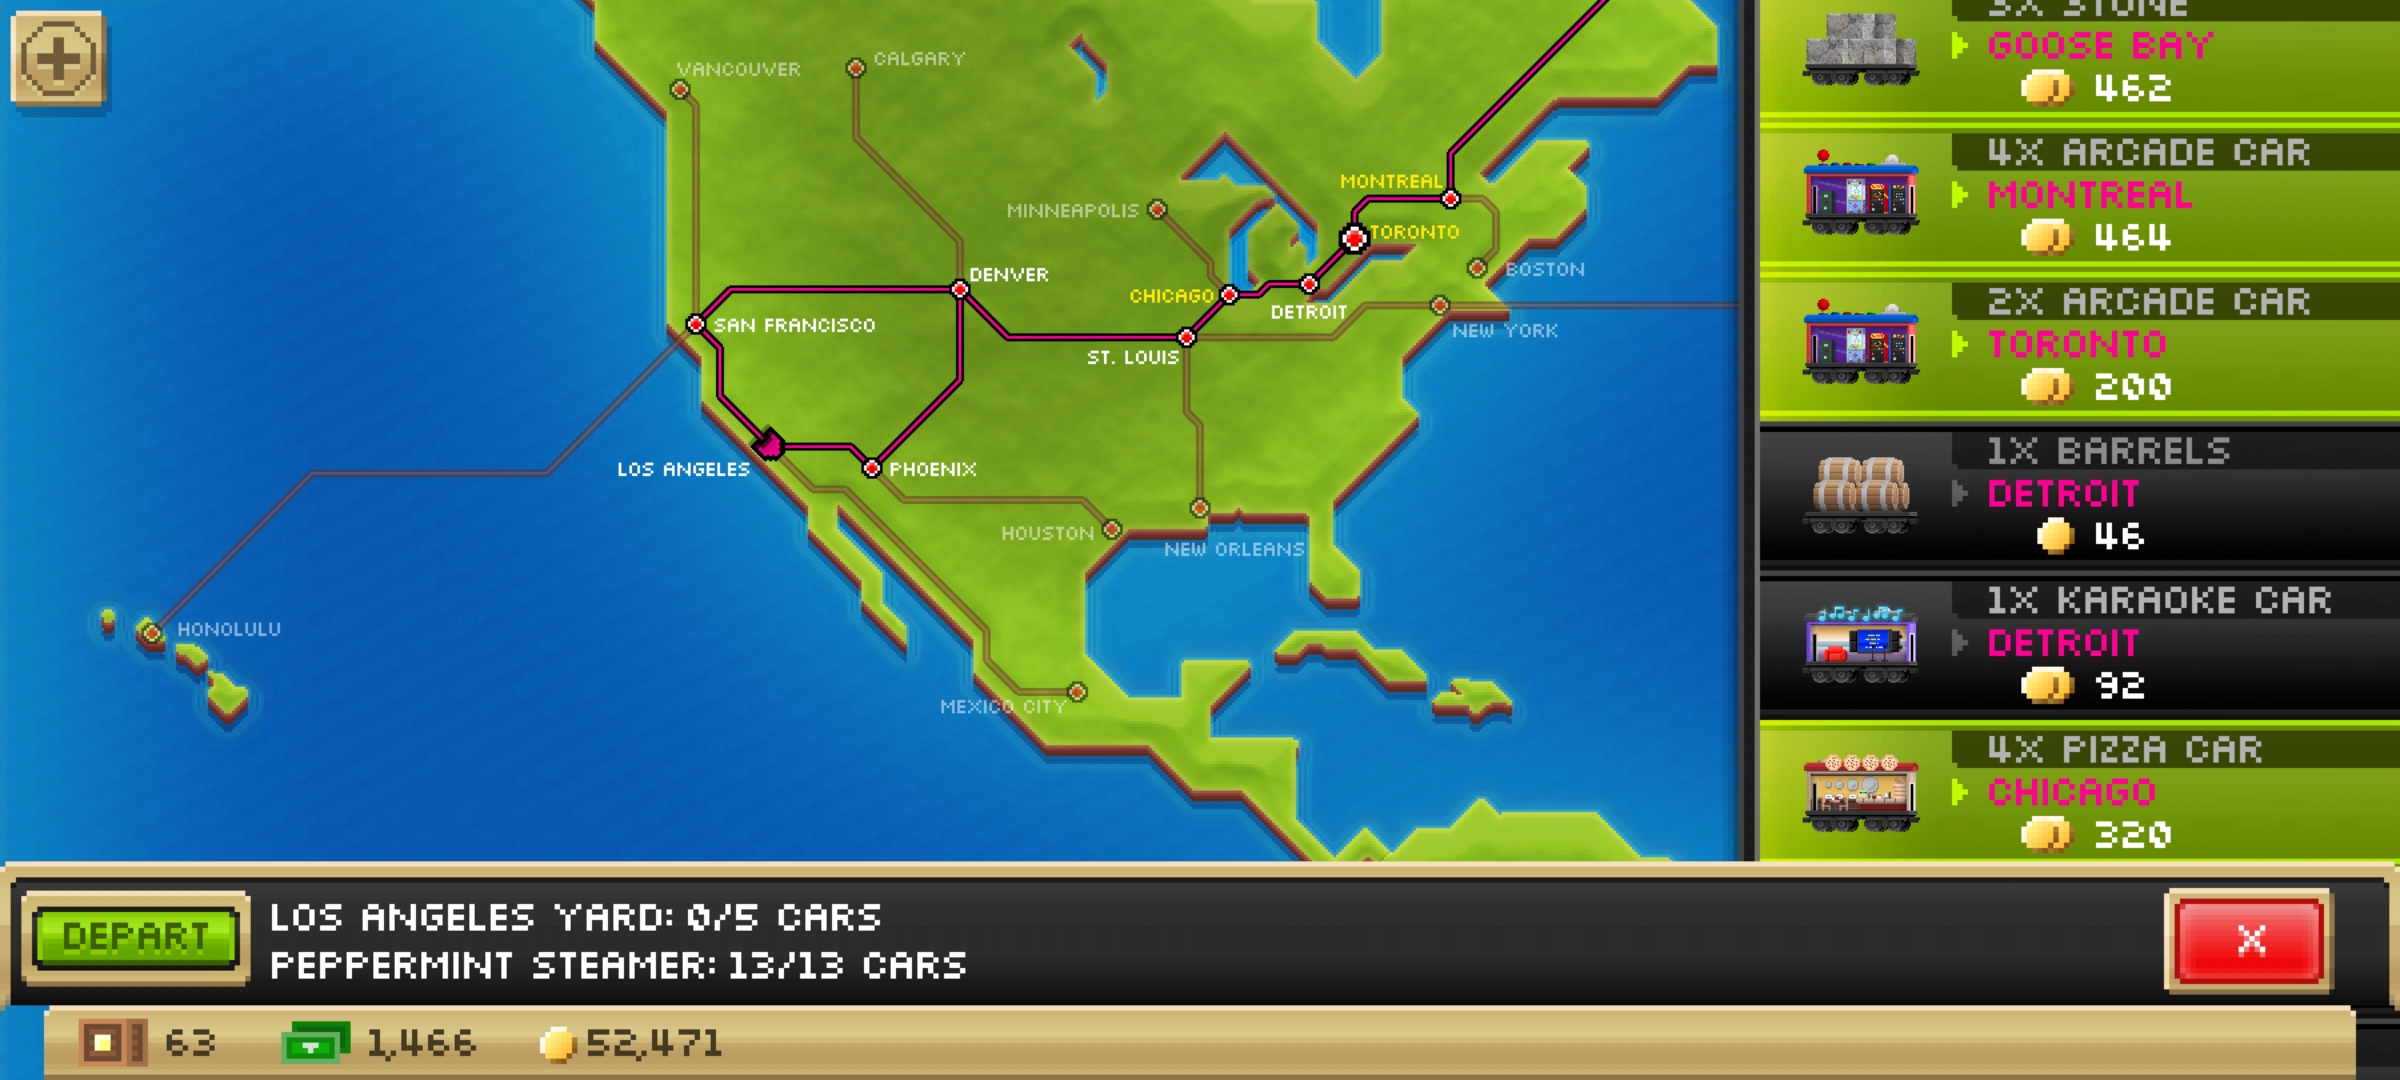 VANCOUVER
CALGARY
MINNEAPOLIS
MONTREAL
TORONTO
CHICAGO
DETROIT
BOSTON
NEW YORK
DENVER
SAN FRANCISCO
ST. LOUIS
LOS ANGELES
PHOENIX
HOUSTON
NEW ORLEANS
HONOLULU
MEXICO CITY
3X STONE
GOOSE BAY
462
4X ARCADE CAR
MONTREAL
464
2X ARCADE CAR
TORONTO
200
1X BARRELS
DETROIT
46
1X KARAOKE CAR
DETROIT
92
4X PIZZA CAR
CHICAGO
320
DEPART
LOS ANGELES YARD: 0/5 CARS
PEPPERMINT STEAMER: 13/13 CARS
X
63
1,466
52,471